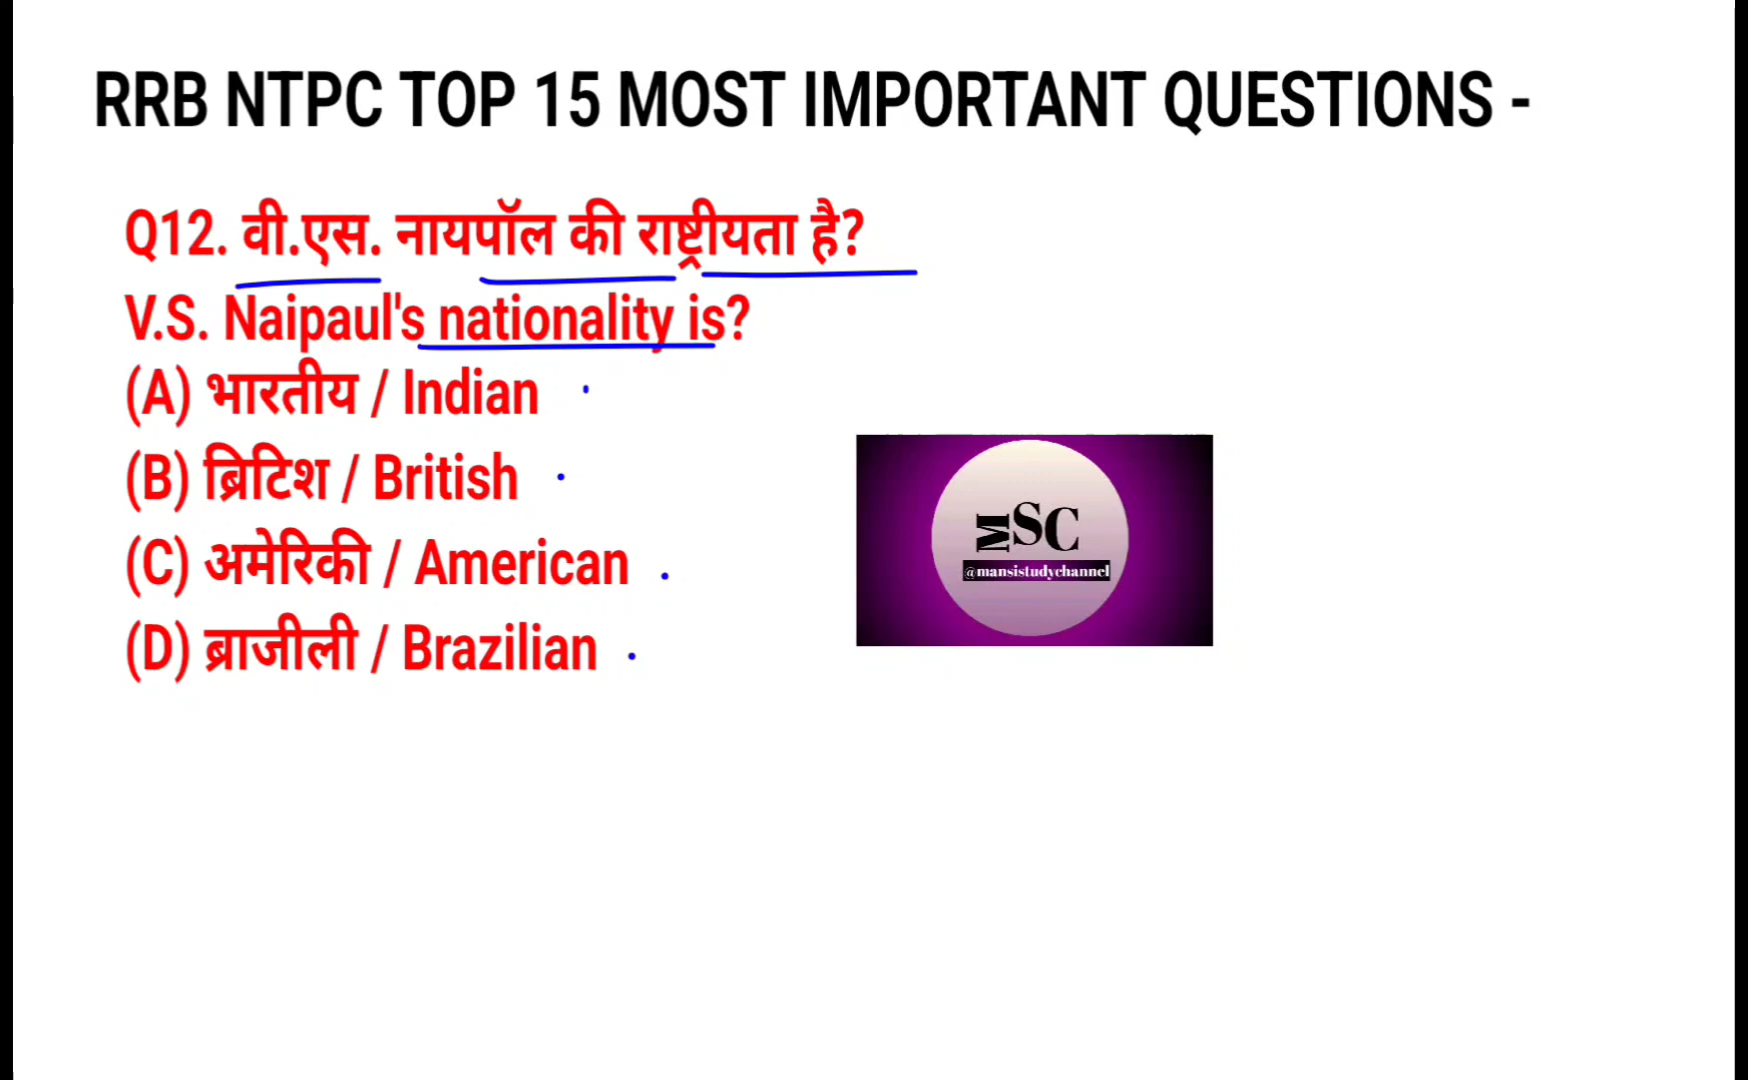 RRB NTPC TOP 15 MOST IMPORTANT QUESTIONS -
Q12. वी.एस. नायपॉल की राष्ट्रीयता है?
V.S. Naipaul's nationality is?
(A) भारतीय / Indian
(B) ब्रिटिश / British
(C) अमेरिकी / American
(D) ब्राजीली / Brazilian
MSC
@mansistudychannel